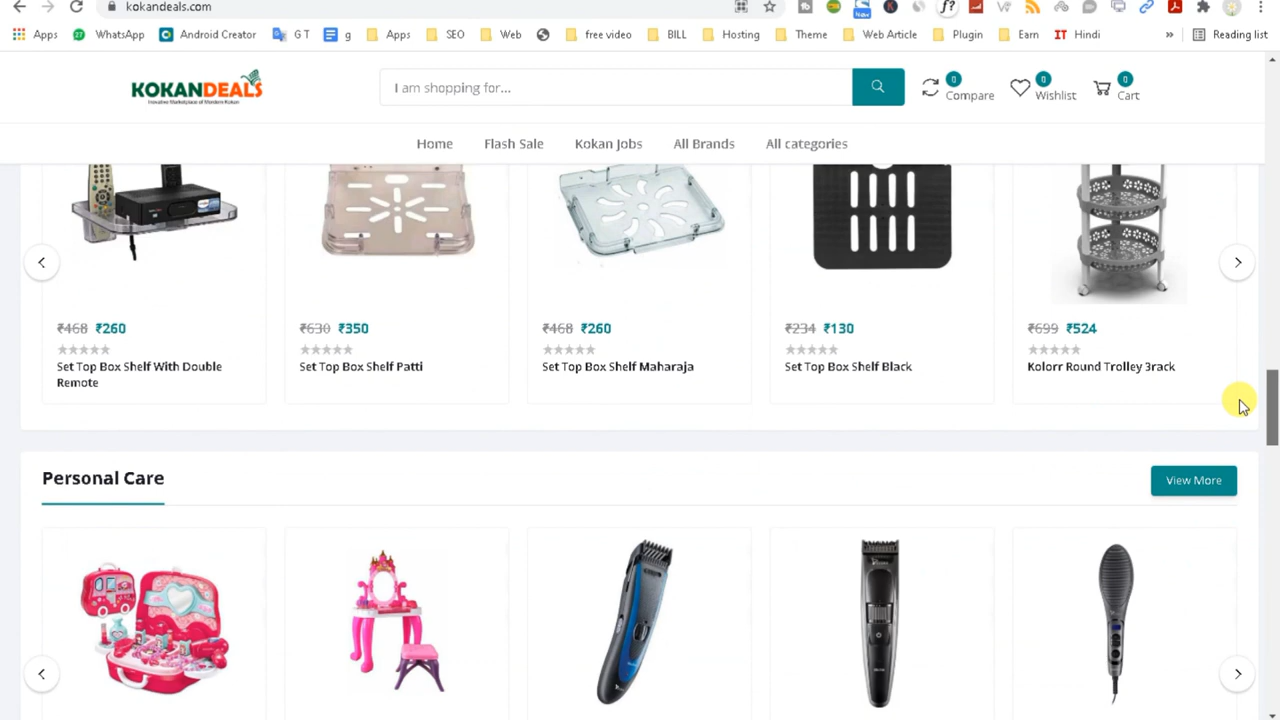 kokandeals.com
Apps WhatsApp Android Creator G T g Apps SEO Web free video BILL Hosting Theme Web Article Plugin Earn IT Hindi » Reading list
KOKANDEALS
I am shopping for...
0 Compare 0 Wishlist 0 Cart
Home Flash Sale Kokan Jobs All Brands All categories
₹468 ₹260 ₹630 ₹350 ₹468 ₹260 ₹234 ₹130 ₹699 ₹524
Set Top Box Shelf With Double Remote
Set Top Box Shelf Patti
Set Top Box Shelf Maharaja
Set Top Box Shelf Black
Kolorr Round Trolley 3rack
Personal Care
View More